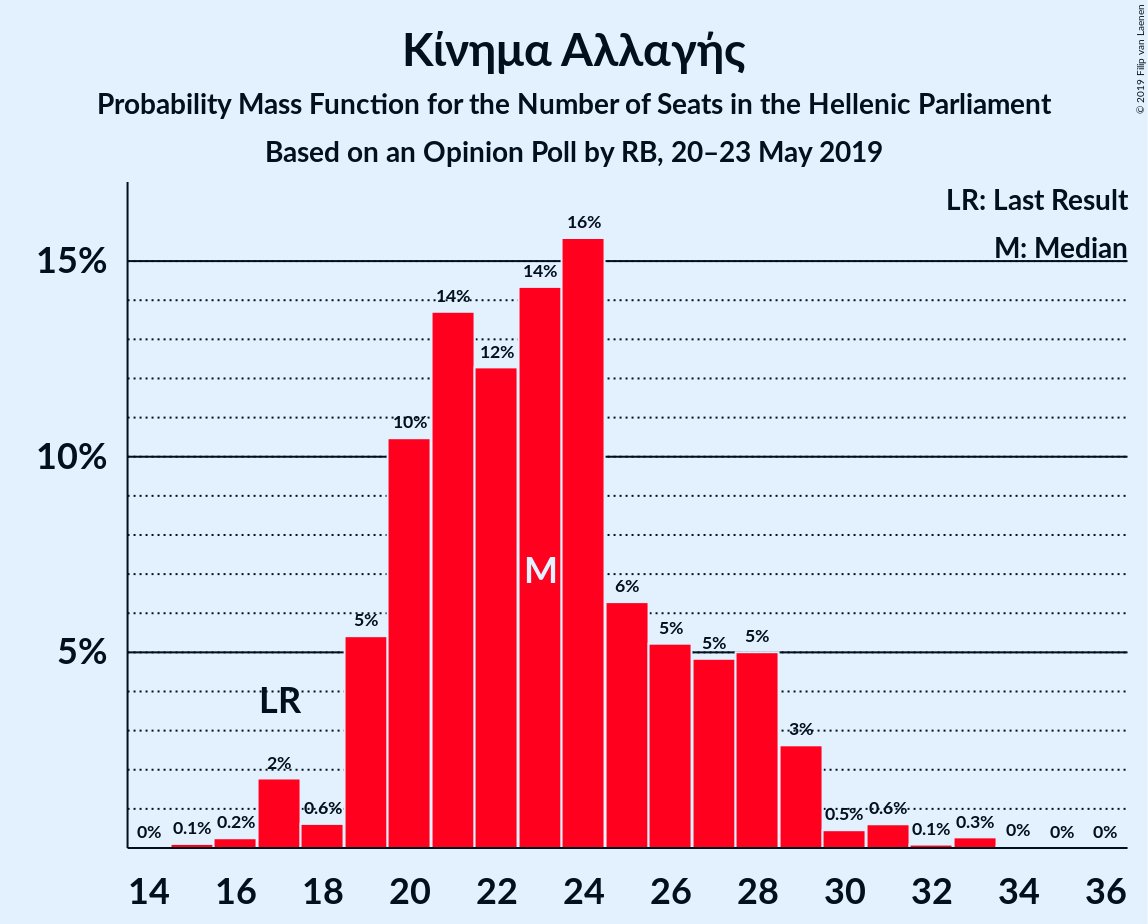 Κίνημα Αλλαγής
Probability Mass Function for the Number of Seats in the Hellenic Parliament
Based on an Opinion Poll by RB, 20–23 May 2019
© 2019 Filip van Laenen
LR: Last Result
M: Median
15%
10%
5%
0%
0.1%
0.2%
2%
0.6%
5%
10%
14%
12%
14%
16%
6%
5%
5%
5%
3%
0.5%
0.6%
0.1%
0.3%
0%
0%
0%
LR
M
14 16 18 20 22 24 26 28 30 32 34 36